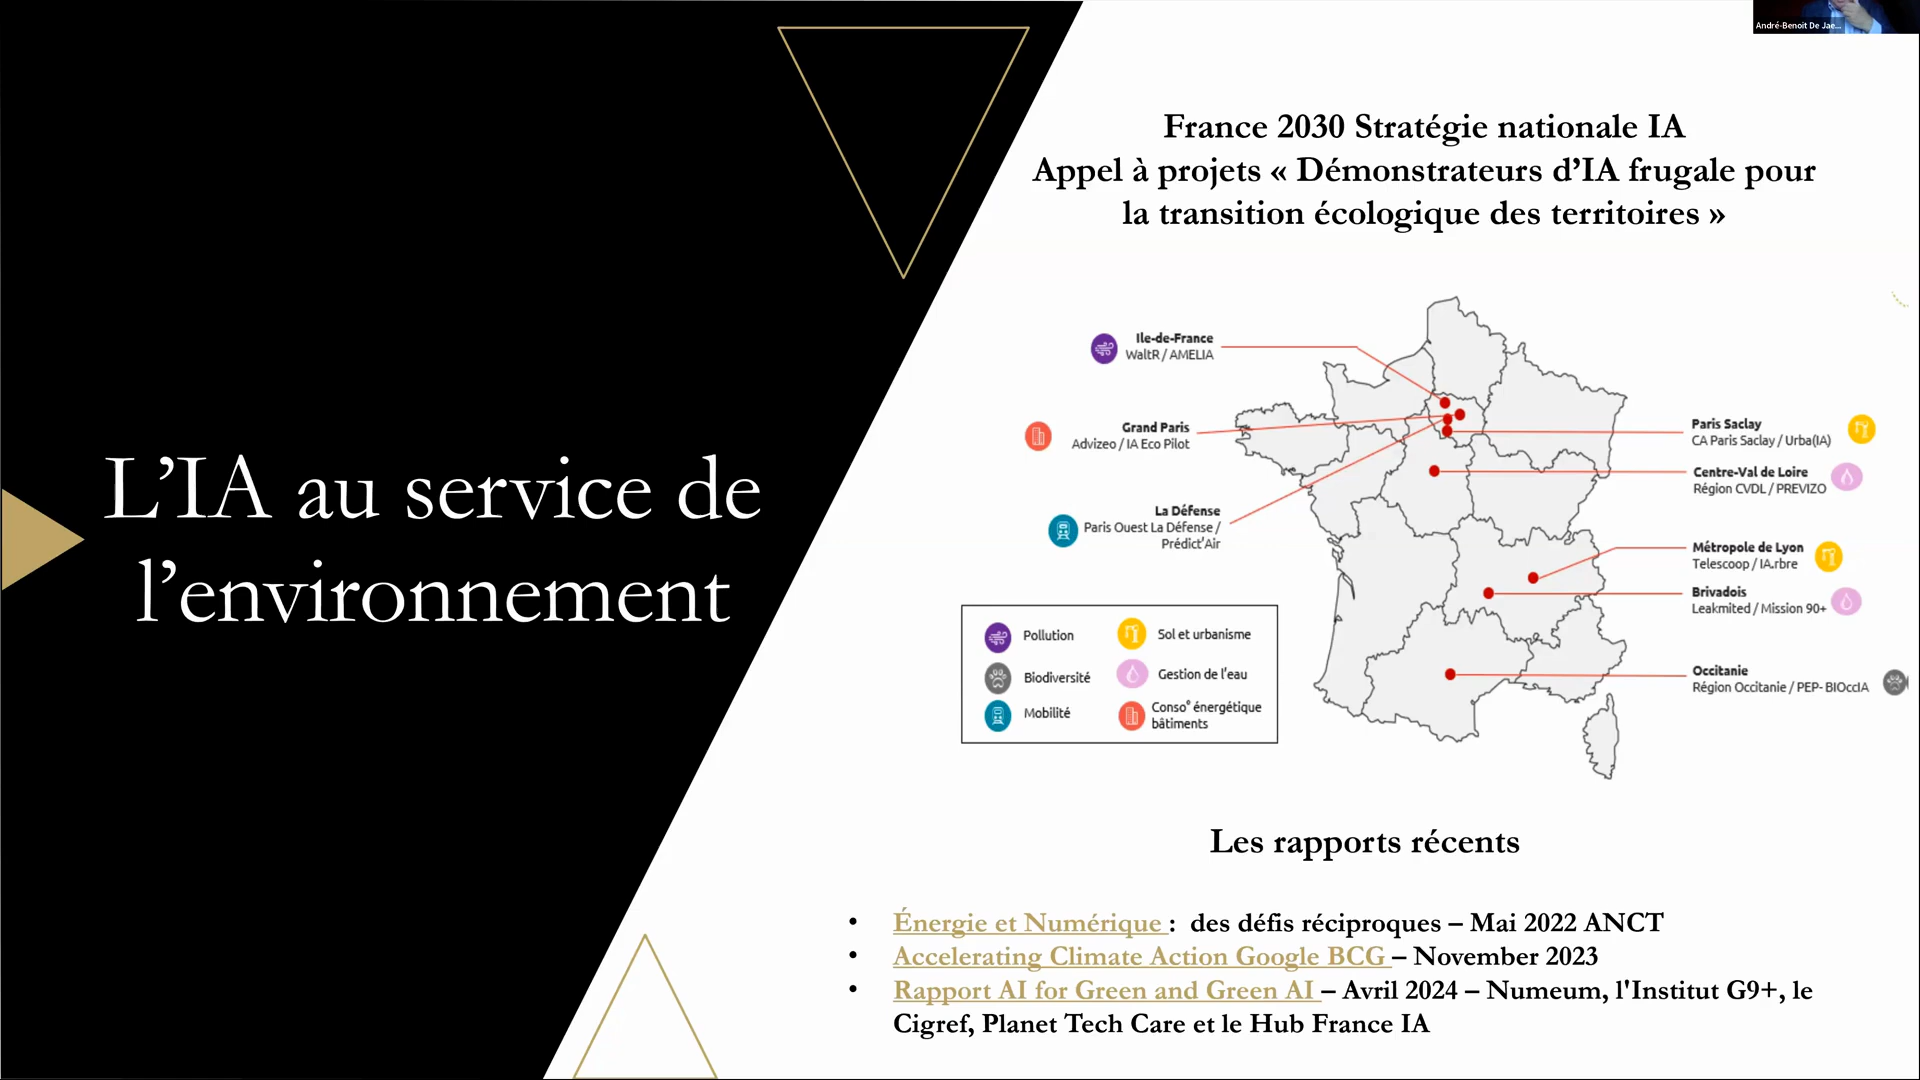 André-Benoit De Jae...
L’IA au service de
l’environnement
France 2030 Stratégie nationale IA
Appel à projets « Démonstrateurs d’IA frugale pour
la transition écologique des territoires »
Ile-de-France
WaltR / AMELIA
Grand Paris
Advizeo / IA Eco Pilot
La Défense
Paris Ouest La Défense /
Prédict’Air
Paris Saclay
CA Paris Saclay / Urba(IA)
Centre-Val de Loire
Région CVDL / PREVIZO
Métropole de Lyon
Telescoop / IA.rbre
Brivadois
Leakmited / Mission 90+
Occitanie
Région Occitanie / PEP- BIOccIA
Pollution
Sol et urbanisme
Biodiversité
Gestion de l’eau
Mobilité
Conso° énergétique
bâtiments
Les rapports récents
• Énergie et Numérique : des défis réciproques – Mai 2022 ANCT
• Accelerating Climate Action Google BCG – November 2023
• Rapport AI for Green and Green AI – Avril 2024 – Numeum, l'Institut G9+, le
Cigref, Planet Tech Care et le Hub France IA